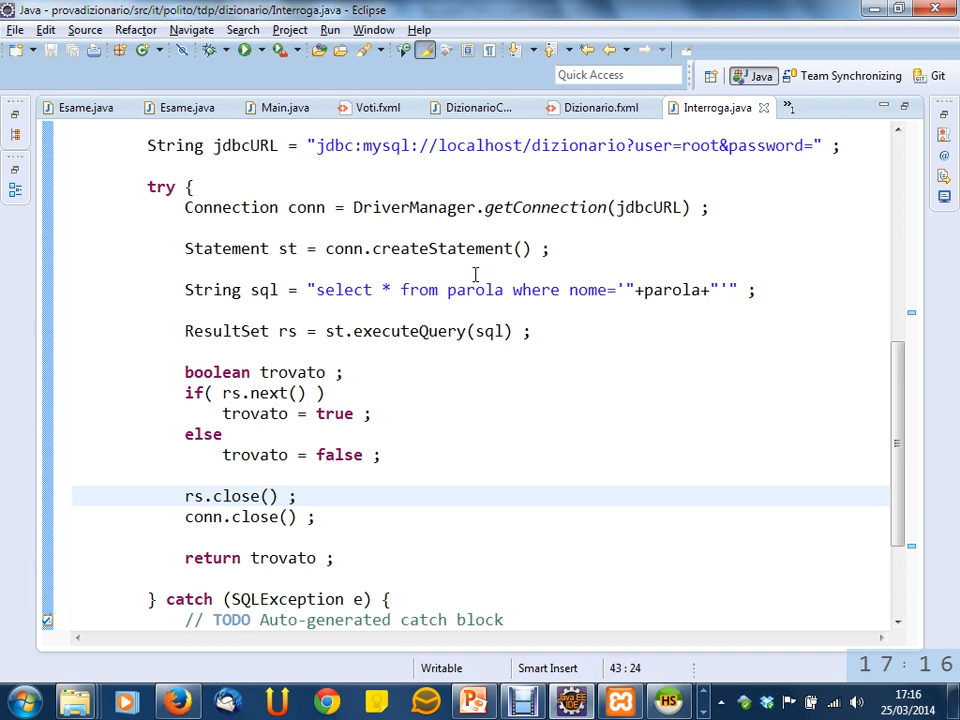 Java - provadizionario/src/it/polito/tdp/dizionario/Interroga.java - Eclipse
File Edit Source Refactor Navigate Search Project Run Window Help
Quick Access
Java Team Synchronizing Git
Esame.java Esame.java Main.java Voti.fxml DizionarioC... Dizionario.fxml Interroga.java »1
String jdbcURL = "jdbc:mysql://localhost/dizionario?user=root&password=" ;
try {
Connection conn = DriverManager.getConnection(jdbcURL) ;
Statement st = conn.createStatement() ;
String sql = "select * from parola where nome='"+parola+"'" ;
ResultSet rs = st.executeQuery(sql) ;
boolean trovato ;
if( rs.next() )
trovato = true ;
else
trovato = false ;
rs.close() ;
conn.close() ;
return trovato ;
} catch (SQLException e) {
// TODO Auto-generated catch block
Writable Smart Insert 43 : 24
17:16
17:16
25/03/2014